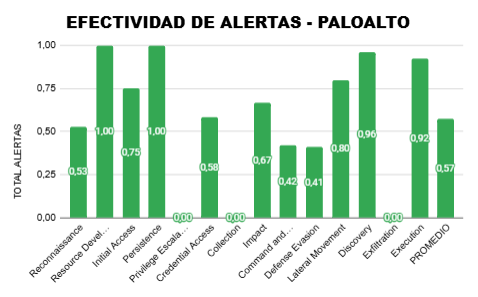 EFECTIVIDAD DE ALERTAS - PALOALTO
TOTAL ALERTAS
1,00
0,75
0,50
0,25
0,00
0,53
1,00
0,75
1,00
0,00
0,58
0,00
0,67
0,42
0,41
0,80
0,96
0,00
0,92
0,57
Reconnaissance
Resource Devel...
Initial Access
Persistence
Privilege Escala...
Credential Access
Collection
Impact
Command and...
Defense Evasion
Lateral Movement
Discovery
Exfiltration
Execution
PROMEDIO